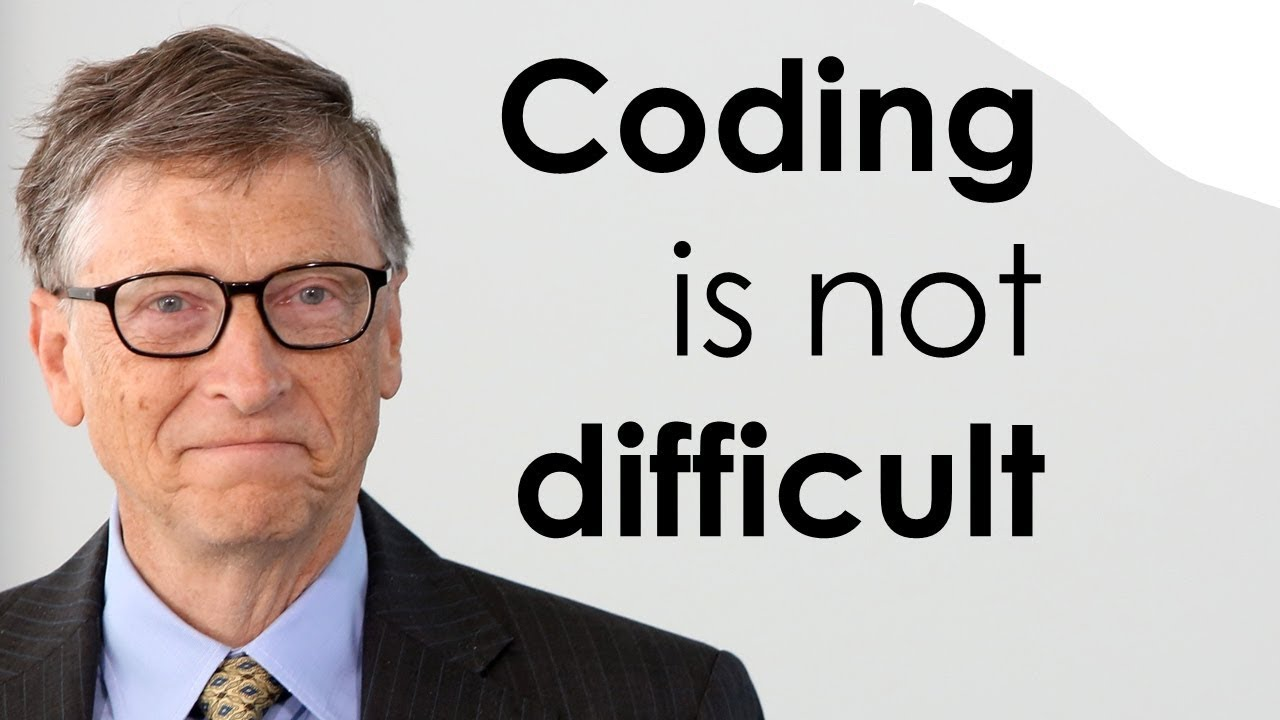 Coding
is not
difficult